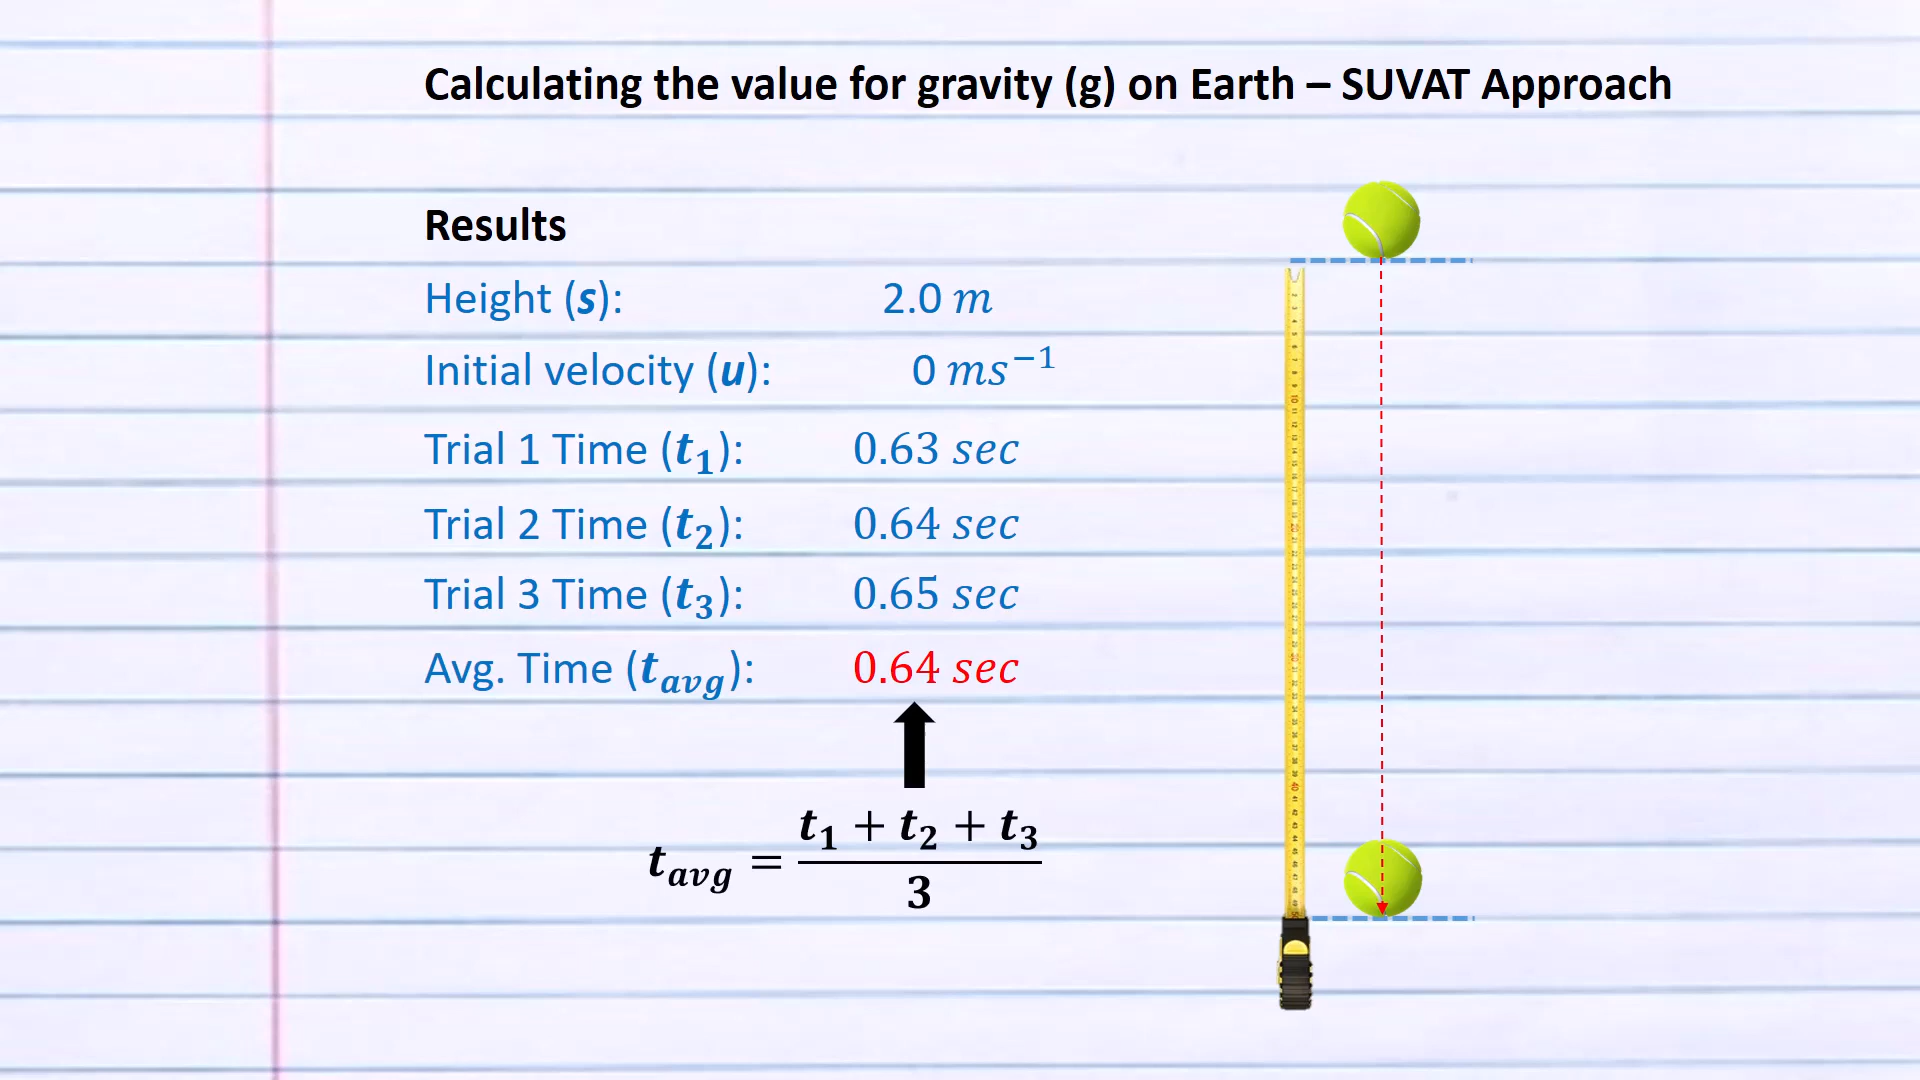 Calculating the value for gravity (g) on Earth – SUVAT Approach
Results
Height (s): 2.0 m
Initial velocity (u): 0 ms⁻¹
Trial 1 Time (t₁): 0.63 sec
Trial 2 Time (t₂): 0.64 sec
Trial 3 Time (t₃): 0.65 sec
Avg. Time (t_avg): 0.64 sec
t_avg = (t₁ + t₂ + t₃) / 3